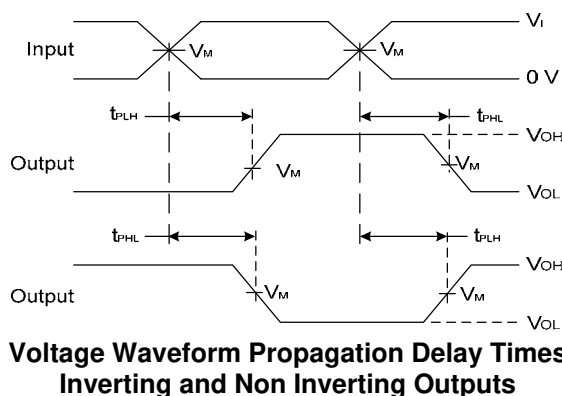 VI
Input
VM
VM
0 V
tPLH
tPHL
VOH
Output
VM
VM
VOL
tPHL
tPLH
VOH
Output
VM
VM
VOL
Voltage Waveform Propagation Delay Times
Inverting and Non Inverting Outputs